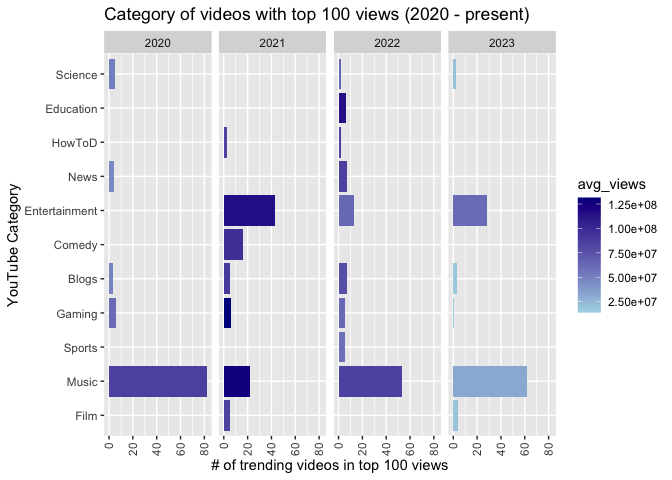 Category of videos with top 100 views (2020 - present)
2020 2021 2022 2023
Science
Education
HowToD
News
Entertainment
Comedy
Blogs
Gaming
Sports
Music
Film
YouTube Category
0 20 40 60 80 0 20 40 60 80 0 20 40 60 80 0 20 40 60 80
# of trending videos in top 100 views
avg_views
1.25e+08
1.00e+08
7.50e+07
5.00e+07
2.50e+07